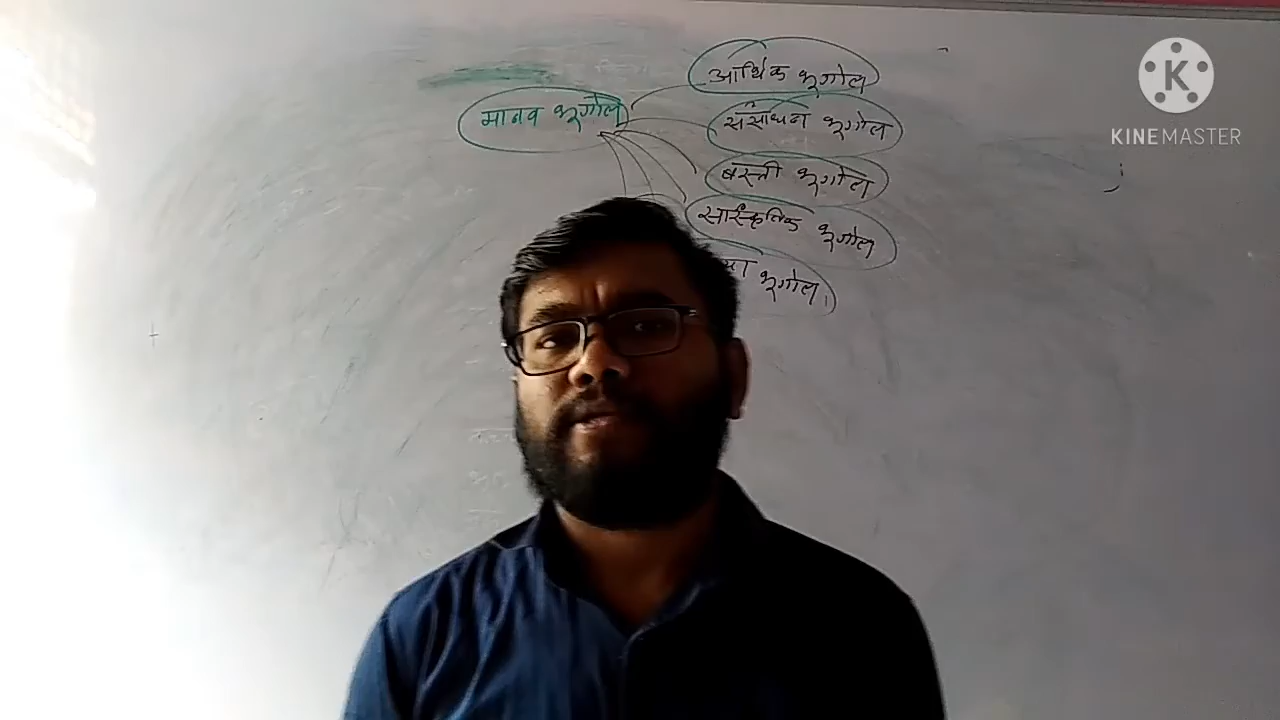 आर्थिक भूगोल
मानव भूगोल
संसाधन भूगोल
बस्ती भूगोल
सांस्कृतिक भूगोल
भूगोल
KINEMASTER